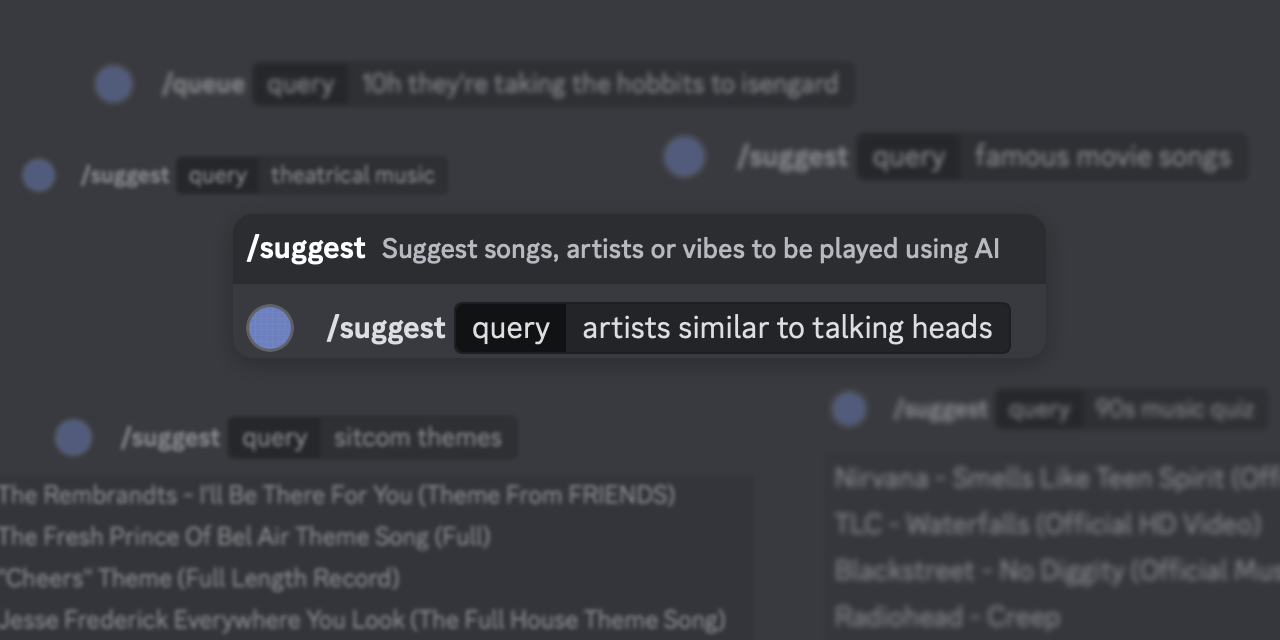 /queue query 10h they're taking the hobbits to isengard
/suggest query theatrical music
/suggest query famous movie songs
/suggest Suggest songs, artists or vibes to be played using AI
/suggest query artists similar to talking heads
/suggest query sitcom themes
The Rembrandts - I'll Be There For You (Theme From FRIENDS)
The Fresh Prince Of Bel Air Theme Song (Full)
"Cheers" Theme (Full Length Record)
Jesse Frederick Everywhere You Look (The Full House Theme Song)
/suggest query 90s music quiz
Nirvana - Smells Like Teen Spirit (Off
TLC - Waterfalls (Official HD Video)
Blackstreet - No Diggity (Official Mus
Radiohead - Creep